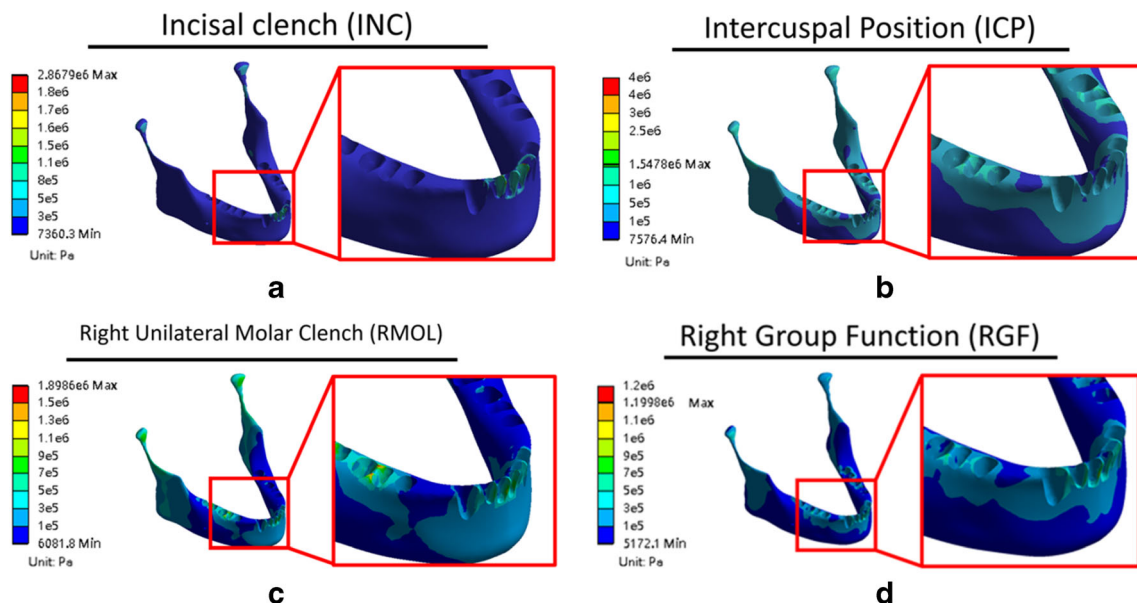 Incisal clench (INC)
2.8679e6 Max
1.8e6
1.7e6
1.6e6
1.5e6
1.1e6
8e5
5e5
3e5
7360.3 Min
Unit: Pa
a
Intercuspal Position (ICP)
4e6
4e6
3e6
2.5e6
1.5478e6 Max
1e6
5e5
1e5
7576.4 Min
Unit: Pa
b
Right Unilateral Molar Clench (RMOL)
1.8986e6 Max
1.5e6
1.3e6
1.1e6
9e5
7e5
5e5
3e5
1e5
6081.8 Min
Unit: Pa
c
Right Group Function (RGF)
1.2e6
1.1998e6 Max
1.1e6
1e6
9e5
7e5
5e5
3e5
1e5
5172.1 Min
Unit: Pa
d